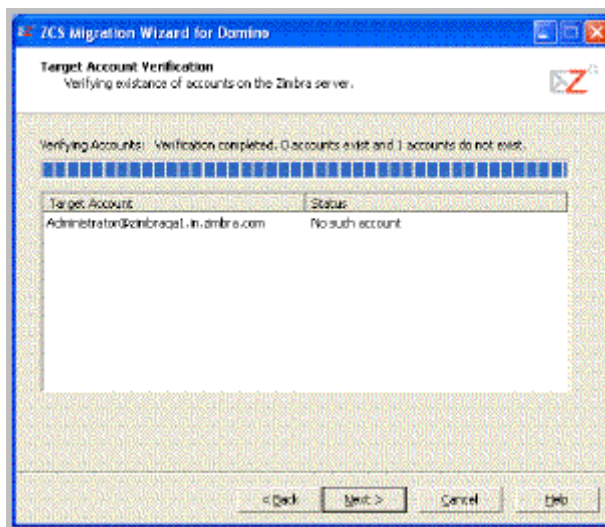 ZCS Migration Wizard for Domino
Target Account Verification
Verifying existance of accounts on the Zimbra server.
Verifying Accounts: Verification completed. 0 accounts exist and 1 accounts do not exist.
Target Account Status
Administrator@zimbraqa1.in.zimbra.com No such account
< Back Next > Cancel Help